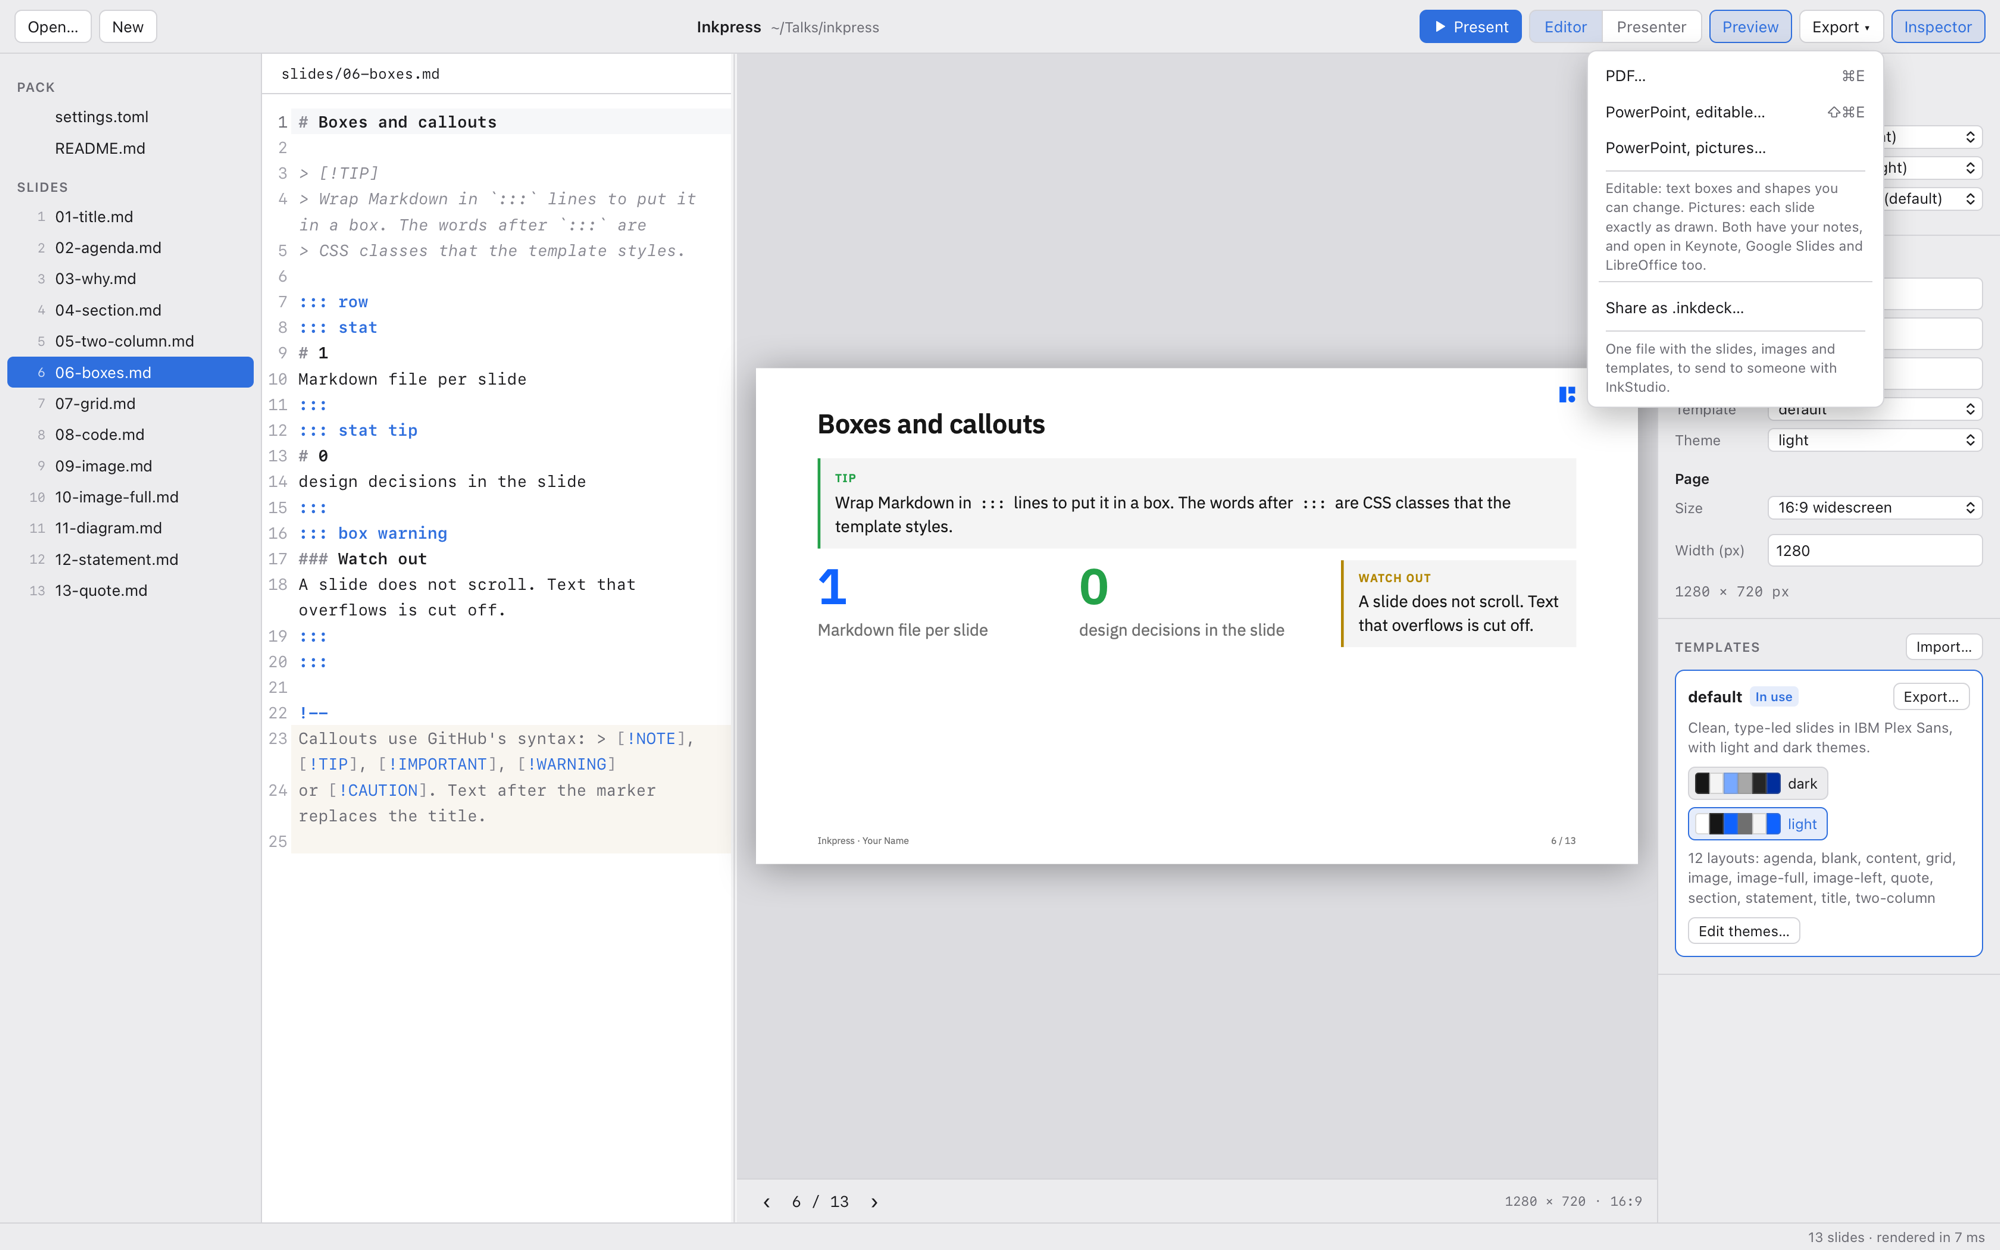 Open...
New
Inkpress ~/Talks/inkpress
▶ Present
Editor
Presenter
Preview
Export ▾
Inspector
PACK
settings.toml
README.md
SLIDES
1 01-title.md
2 02-agenda.md
3 03-why.md
4 04-section.md
5 05-two-column.md
6 06-boxes.md
7 07-grid.md
8 08-code.md
9 09-image.md
10 10-image-full.md
11 11-diagram.md
12 12-statement.md
13 13-quote.md
slides/06-boxes.md
1 # Boxes and callouts
2
3 > [!TIP]
4 > Wrap Markdown in `:::` lines to put it
in a box. The words after `:::` are
5 > CSS classes that the template styles.
6
7 ::: row
8 ::: stat
9 # 1
10 Markdown file per slide
11 :::
12 ::: stat tip
13 # 0
14 design decisions in the slide
15 :::
16 ::: box warning
17 ### Watch out
18 A slide does not scroll. Text that
overflows is cut off.
19 :::
20 :::
21
22 !--
23 Callouts use GitHub's syntax: > [!NOTE],
[!TIP], [!IMPORTANT], [!WARNING]
24 or [!CAUTION]. Text after the marker
replaces the title.
25
Boxes and callouts
TIP
Wrap Markdown in ::: lines to put it in a box. The words after ::: are CSS classes that the
template styles.
1
Markdown file per slide
0
design decisions in the slide
WATCH OUT
A slide does not scroll. Text
that overflows is cut off.
Inkpress · Your Name
6 / 13
‹ 6 / 13 ›
1280 × 720 · 16:9
PDF... ⌘E
PowerPoint, editable... ⇧⌘E
PowerPoint, pictures...
Editable: text boxes and shapes you
can change. Pictures: each slide
exactly as drawn. Both have your notes,
and open in Keynote, Google Slides and
LibreOffice too.
Share as .inkdeck...
One file with the slides, images and
templates, to send to someone with
InkStudio.
(default)
Template default
Theme light
Page
Size 16:9 widescreen
Width (px) 1280
1280 × 720 px
TEMPLATES
Import...
default In use Export...
Clean, type-led slides in IBM Plex Sans,
with light and dark themes.
dark
light
12 layouts: agenda, blank, content, grid,
image, image-full, image-left, quote,
section, statement, title, two-column
Edit themes...
13 slides · rendered in 7 ms